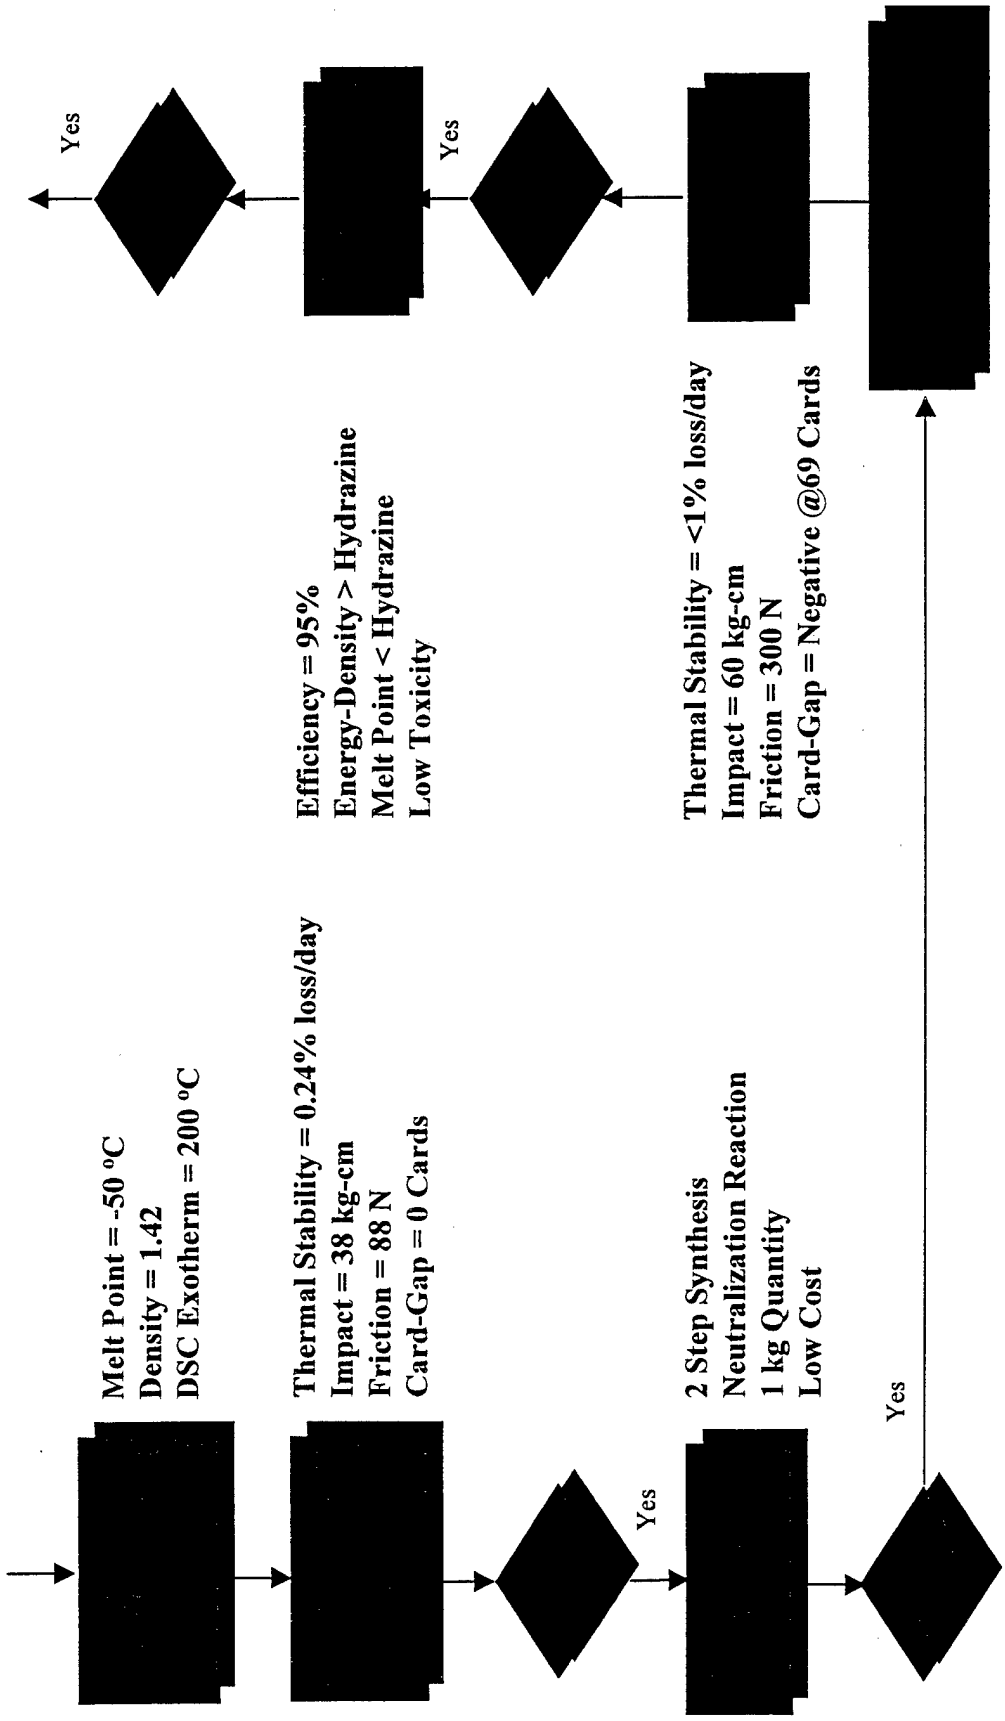 Melt Point = -50 °C
Density = 1.42
DSC Exotherm = 200 °C
Thermal Stability = 0.24% loss/day
Impact = 38 kg-cm
Friction = 88 N
Card-Gap = 0 Cards
Yes
2 Step Synthesis
Neutralization Reaction
1 kg Quantity
Low Cost
Yes
Thermal Stability = <1% loss/day
Impact = 60 kg-cm
Friction = 300 N
Card-Gap = Negative @69 Cards
Yes
Efficiency = 95%
Energy-Density > Hydrazine
Melt Point < Hydrazine
Low Toxicity
Yes